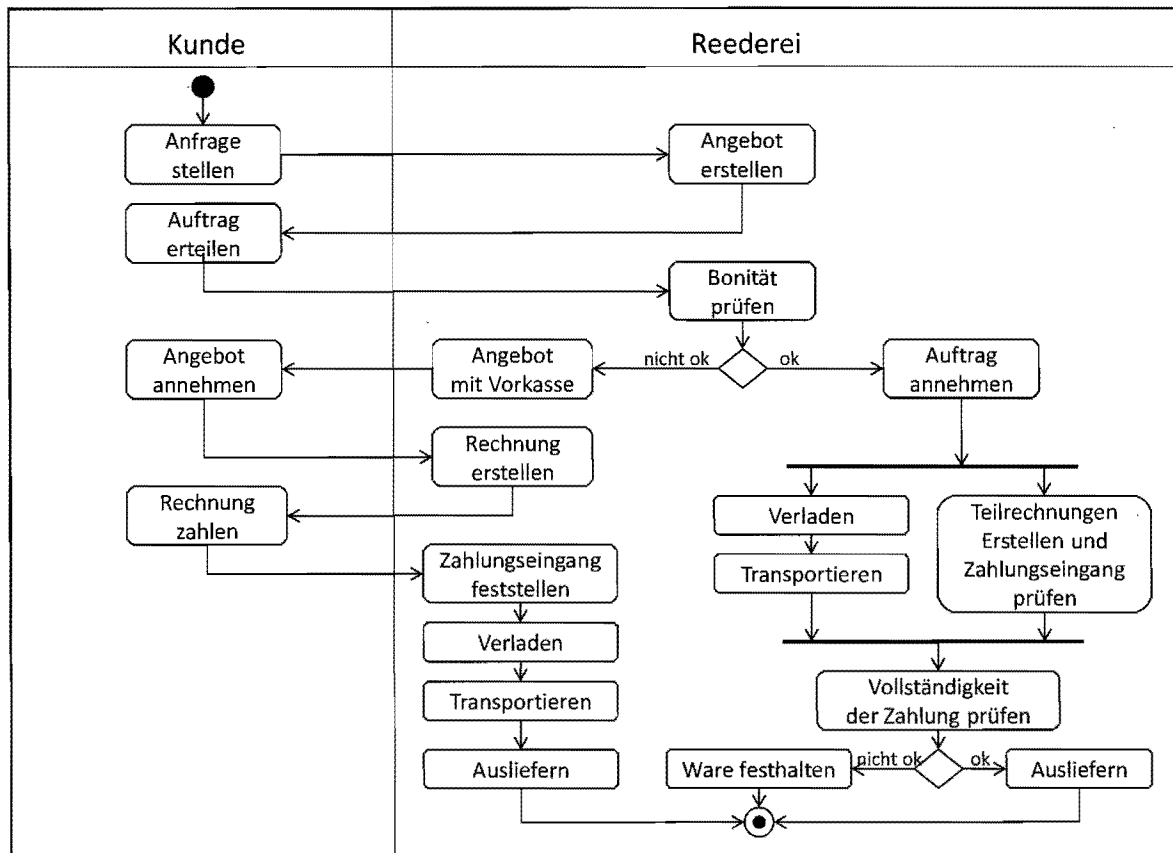 Kunde
Reederei
Anfrage
stellen
Angebot
erstellen
Auftrag
erteilen
Bonität
prüfen
Angebot
annehmen
Angebot
mit Vorkasse
nicht ok
ok
Auftrag
annehmen
Rechnung
erstellen
Rechnung
zahlen
Verladen
Teilrechnungen
Erstellen und
Zahlungseingang
prüfen
Transportieren
Zahlungseingang
feststellen
Verladen
Transportieren
Vollständigkeit
der Zahlung prüfen
Ausliefern
Ware festhalten
nicht ok
ok
Ausliefern